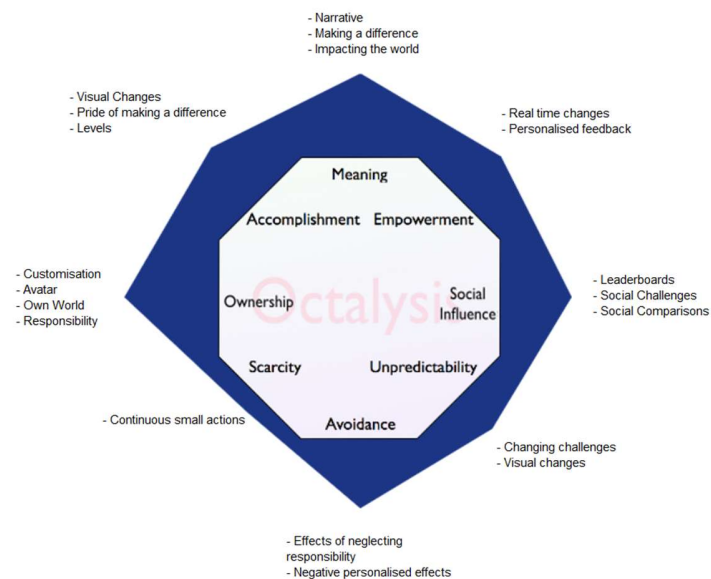 - Narrative
- Making a difference
- Impacting the world
- Visual Changes
- Pride of making a difference
- Levels
- Real time changes
- Personalised feedback
Meaning
Accomplishment
Empowerment
- Customisation
- Avatar
- Own World
- Responsibility
Ownership
Octalysis
Social
Influence
- Leaderboards
- Social Challenges
- Social Comparisons
Scarcity
Unpredictability
- Continuous small actions
Avoidance
- Changing challenges
- Visual changes
- Effects of neglecting
responsibility
- Negative personalised effects